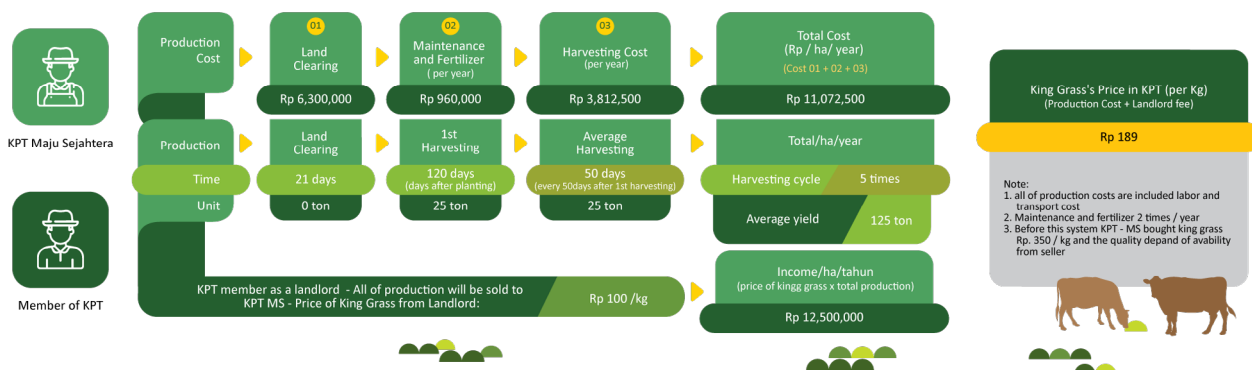 KPT Maju Sejahtera
Member of KPT
Production
Cost
01
Land
Clearing
Rp 6,300,000
02
Maintenance
and Fertilizer
( per year)
Rp 960,000
03
Harvesting Cost
(per year)
Rp 3,812,500
Total Cost
(Rp / ha/ year)
(Cost 01 + 02 + 03)
Rp 11,072,500
Production
Land
Clearing
1st
Harvesting
Average
Harvesting
Total/ha/year
Time
21 days
120 days
(days after planting)
50 days
(every 50days after 1st harvesting)
Harvesting cycle
5 times
Unit
0 ton
25 ton
25 ton
Average yield
125 ton
KPT member as a landlord - All of production will be sold to
KPT MS - Price of King Grass from Landlord:
Rp 100 /kg
Income/ha/tahun
(price of kingg grass x total production)
Rp 12,500,000
King Grass's Price in KPT (per Kg)
(Production Cost + Landlord fee)
Rp 189
Note:
1. all of production costs are included labor and
transport cost
2. Maintenance and fertilizer 2 times / year
3. Before this system KPT - MS bought king grass
Rp. 350 / kg and the quality depand of avability
from seller